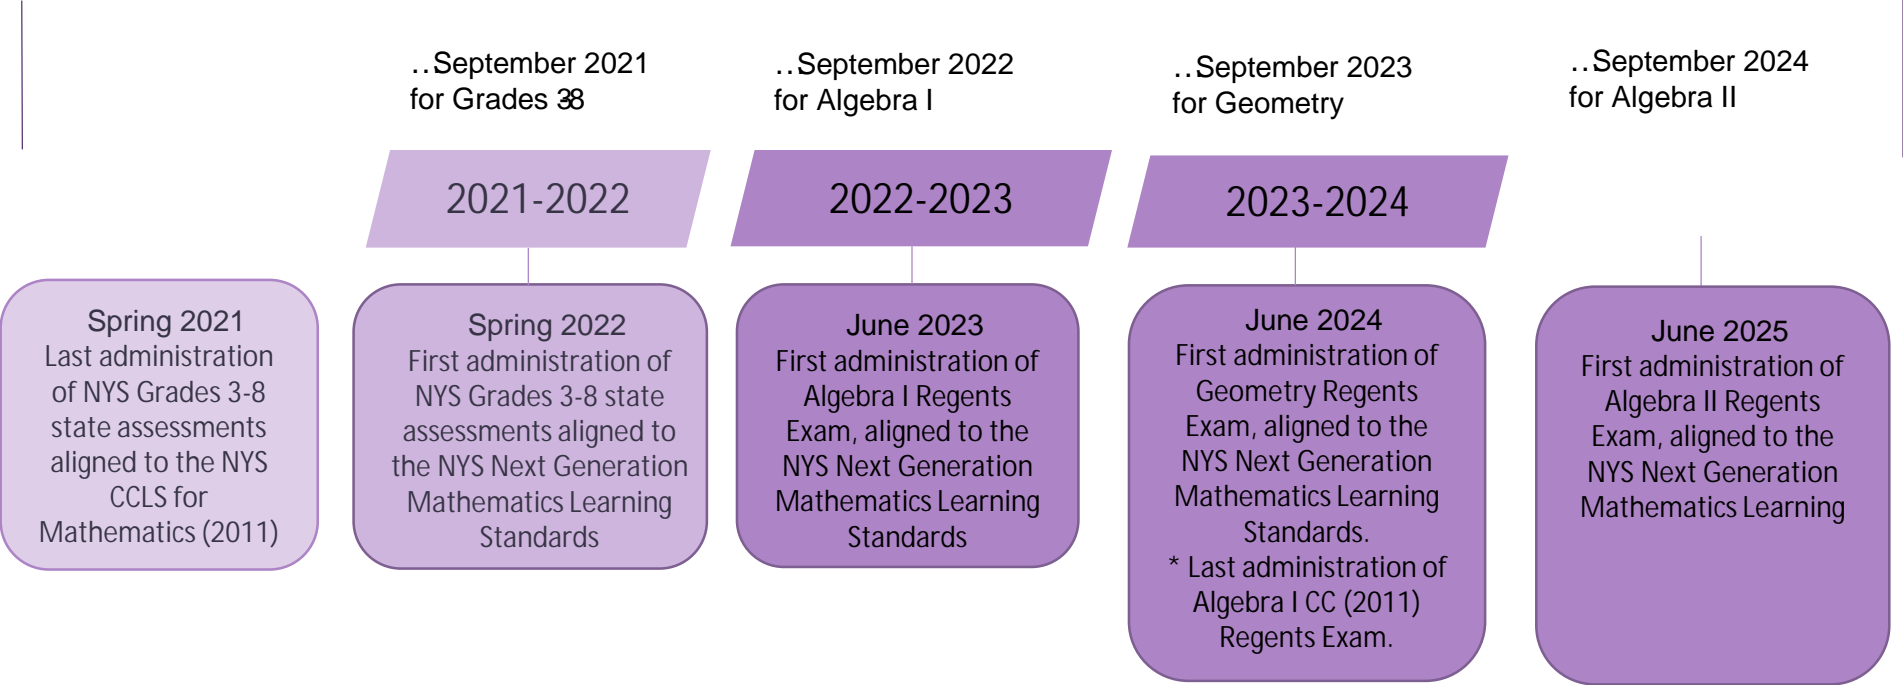 …September 2021
for Grades 3-8
…September 2022
for Algebra I
…September 2023
for Geometry
…September 2024
for Algebra II
2021-2022
2022-2023
2023-2024
Spring 2021
Last administration
of NYS Grades 3-8
state assessments
aligned to the NYS
CCLS for
Mathematics (2011)
Spring 2022
First administration of
NYS Grades 3-8 state
assessments aligned to
the NYS Next Generation
Mathematics Learning
Standards
June 2023
First administration of
Algebra I Regents
Exam, aligned to the
NYS Next Generation
Mathematics Learning
Standards
June 2024
First administration of
Geometry Regents
Exam, aligned to the
NYS Next Generation
Mathematics Learning
Standards.
* Last administration of
Algebra I CC (2011)
Regents Exam.
June 2025
First administration of
Algebra II Regents
Exam, aligned to the
NYS Next Generation
Mathematics Learning